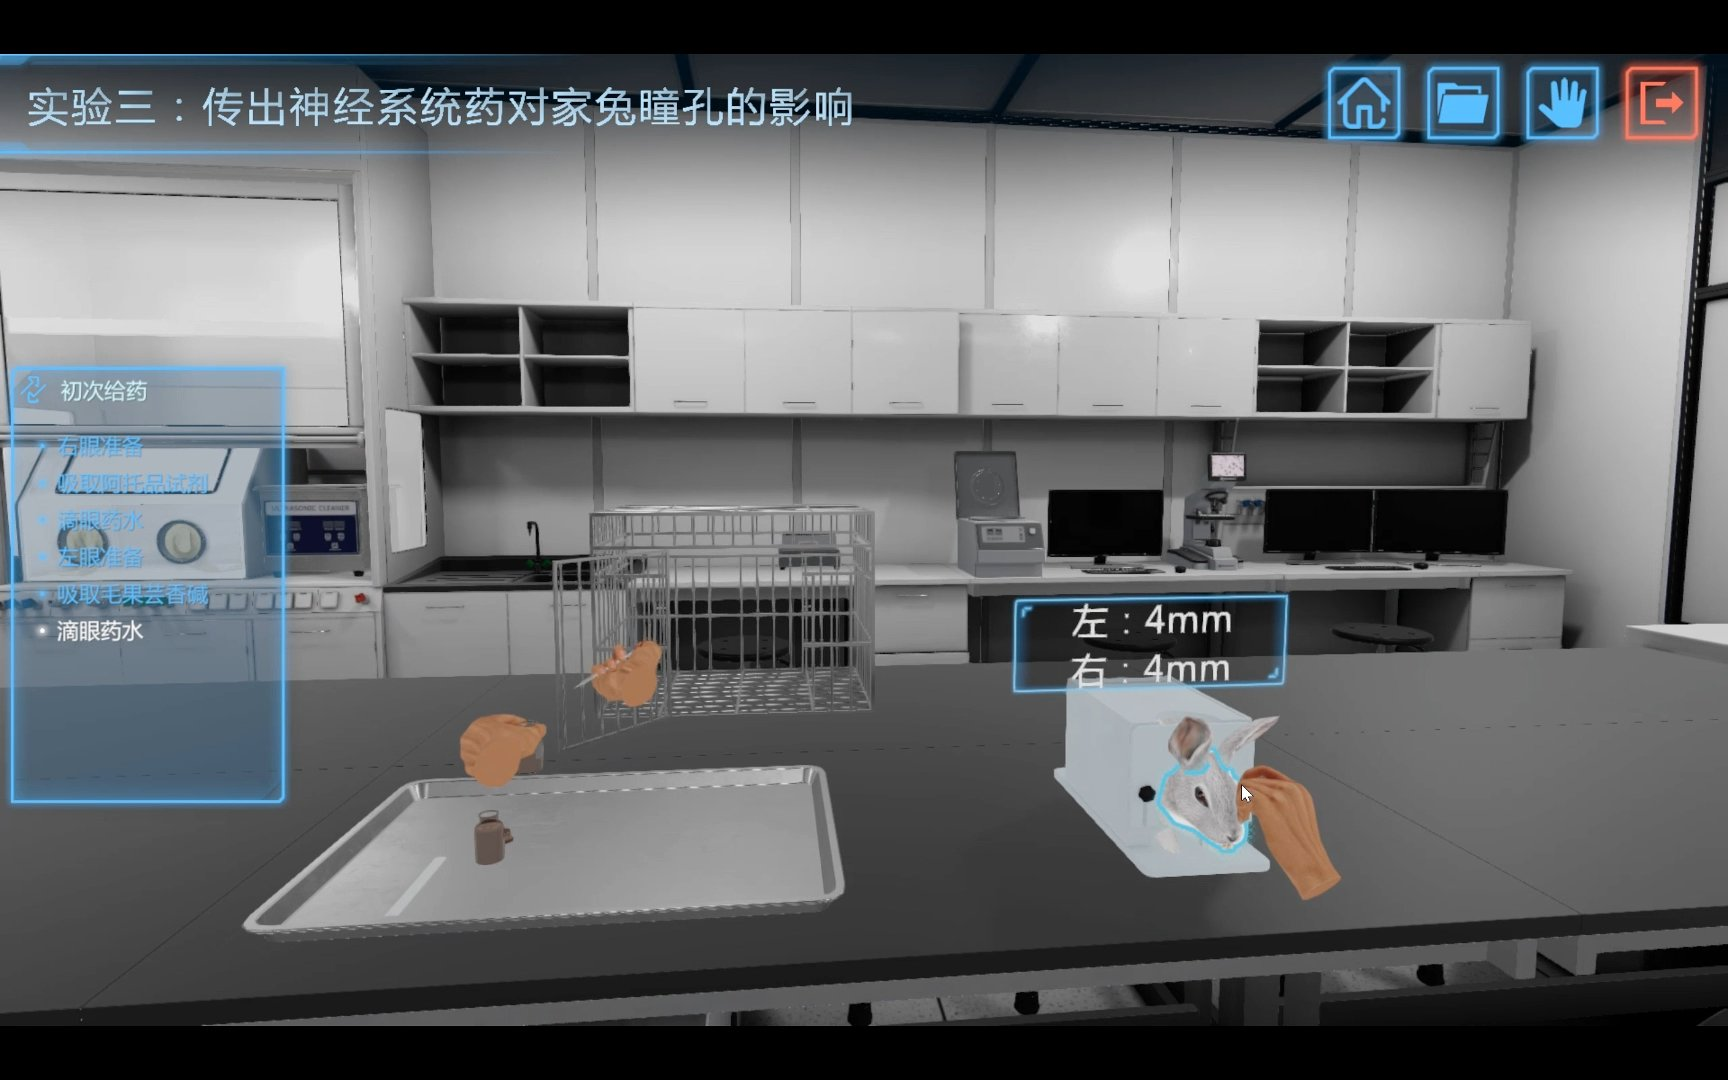 实验三：传出神经系统药对家兔瞳孔的影响
初次给药
右眼准备
吸取阿托品试剂
滴眼药水
左眼准备
吸取毛果芸香碱
滴眼药水
ULTRASONIC CLEANER
左：4mm
右：4mm